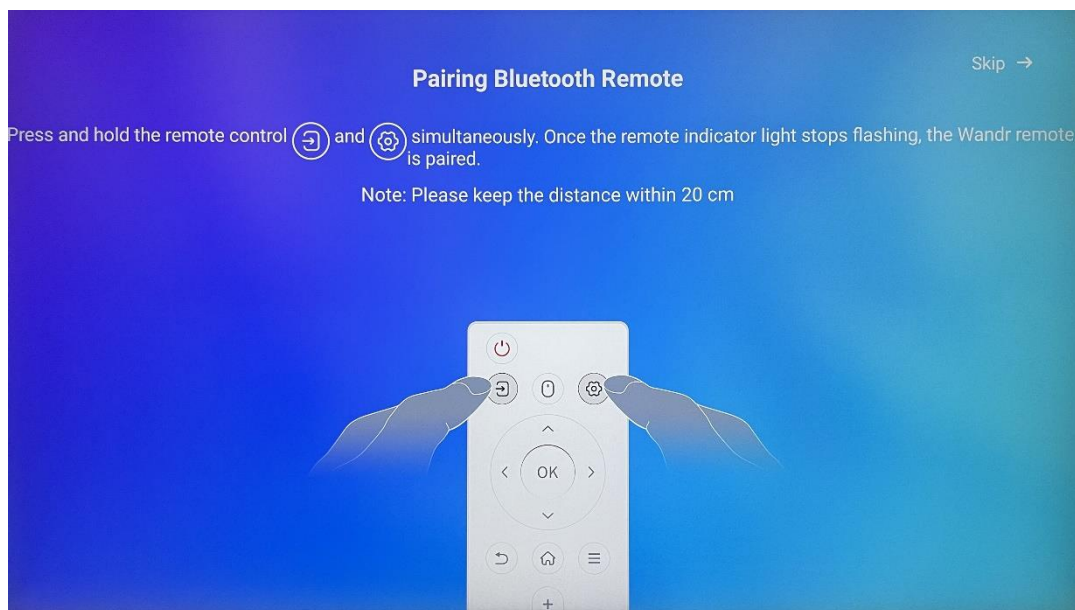 Skip →
Pairing Bluetooth Remote
Press and hold the remote control and simultaneously. Once the remote indicator light stops flashing, the Wandr remote
is paired.
Note: Please keep the distance within 20 cm
OK
+